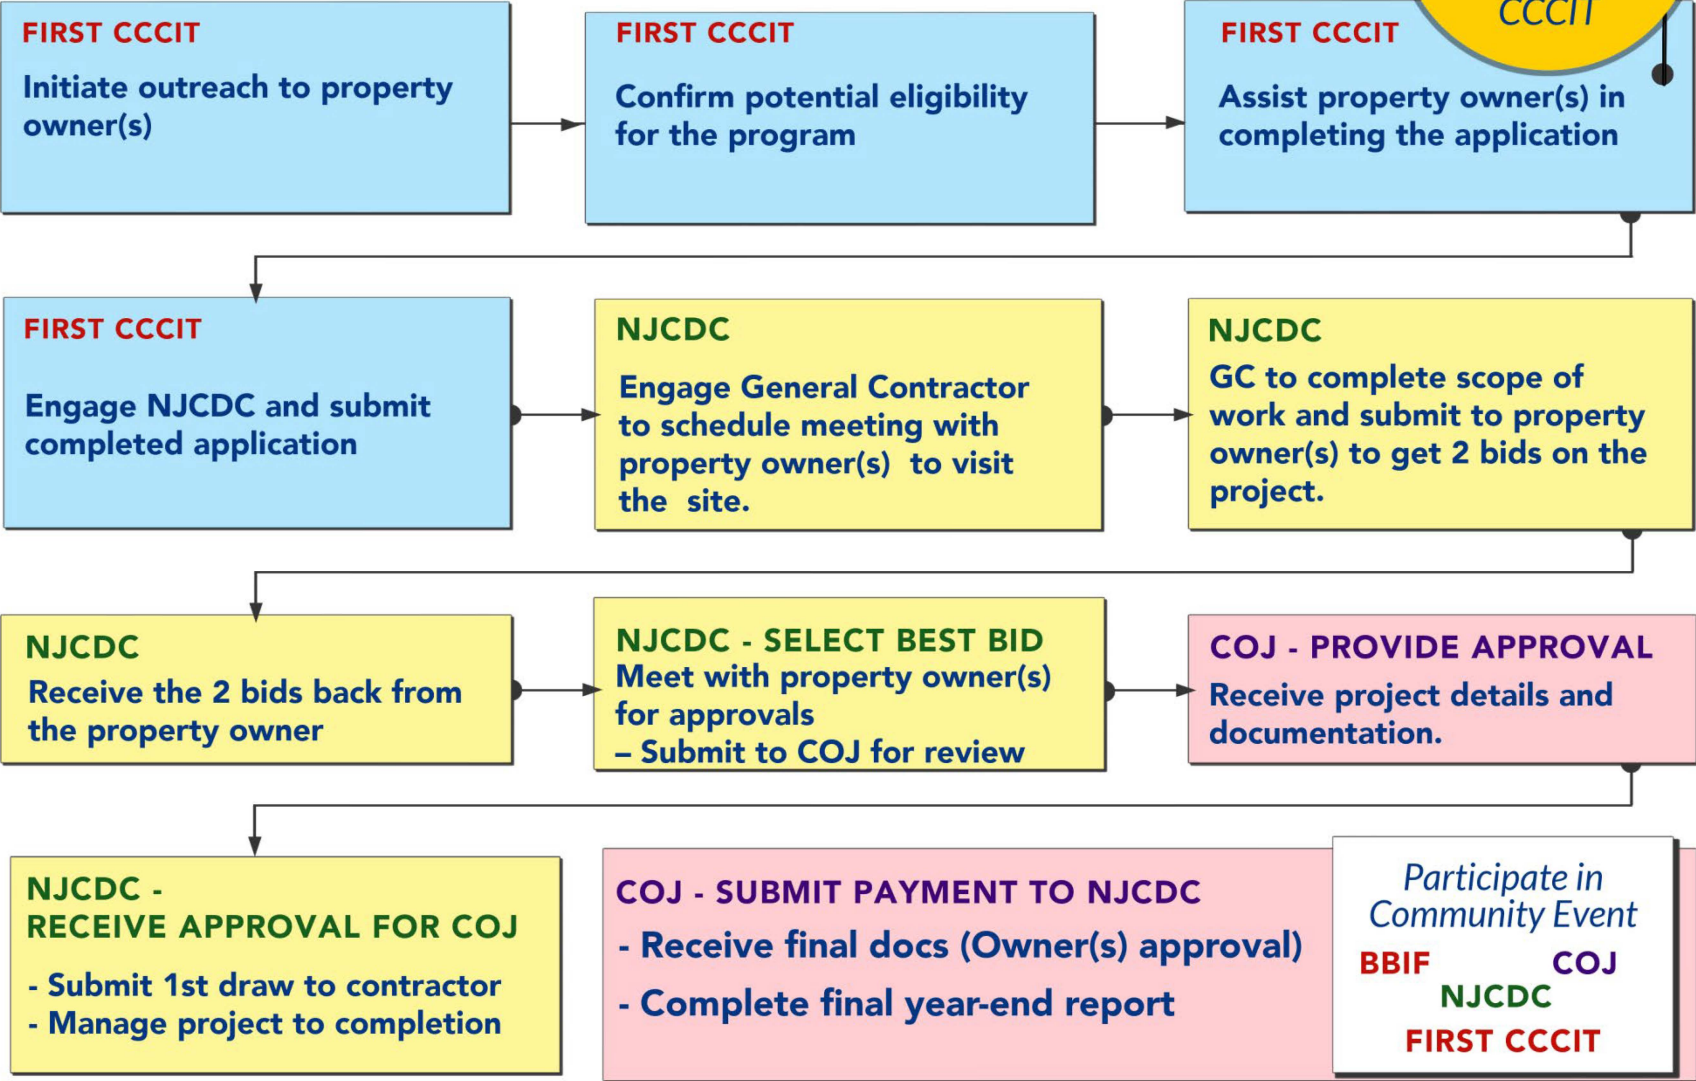 CCCIT
FIRST CCCIT
Initiate outreach to property
owner(s)
FIRST CCCIT
Confirm potential eligibility
for the program
FIRST CCCIT
Assist property owner(s) in
completing the application
FIRST CCCIT
Engage NJCDC and submit
completed application
NJCDC
Engage General Contractor
to schedule meeting with
property owner(s) to visit
the site.
NJCDC
GC to complete scope of
work and submit to property
owner(s) to get 2 bids on the
project.
NJCDC
Receive the 2 bids back from
the property owner
NJCDC - SELECT BEST BID
Meet with property owner(s)
for approvals
– Submit to COJ for review
COJ - PROVIDE APPROVAL
Receive project details and
documentation.
NJCDC -
RECEIVE APPROVAL FOR COJ
- Submit 1st draw to contractor
- Manage project to completion
COJ - SUBMIT PAYMENT TO NJCDC
- Receive final docs (Owner(s) approval)
- Complete final year-end report
Participate in
Community Event
BBIF COJ
NJCDC
FIRST CCCIT